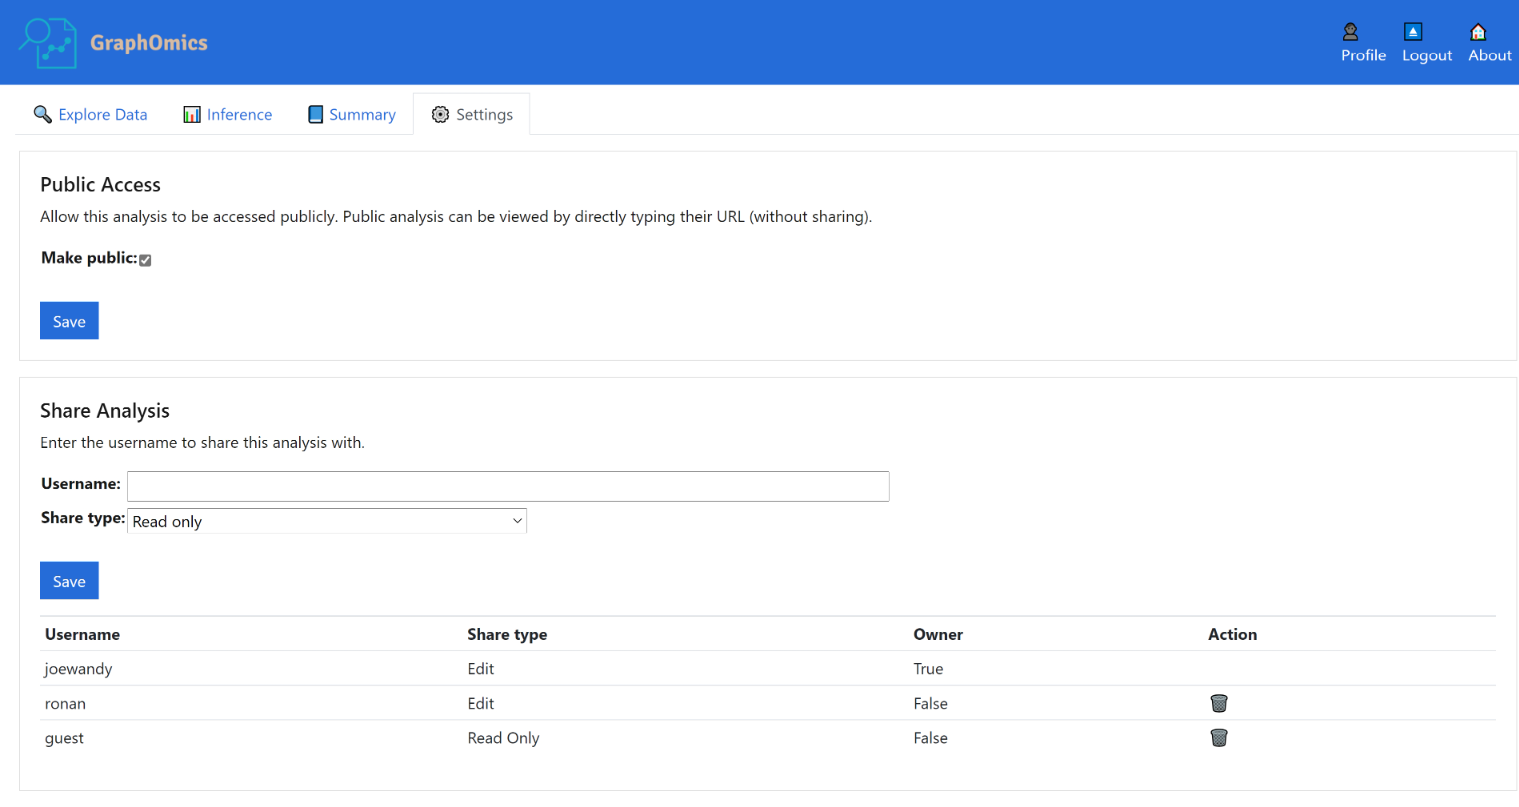 GraphOmics
Profile Logout About
Explore Data Inference Summary Settings
Public Access
Allow this analysis to be accessed publicly. Public analysis can be viewed by directly typing their URL (without sharing).
Make public:
Save
Share Analysis
Enter the username to share this analysis with.
Username:
Share type: Read only
Save
Username Share type Owner Action
joewandy Edit True
ronan Edit False
guest Read Only False